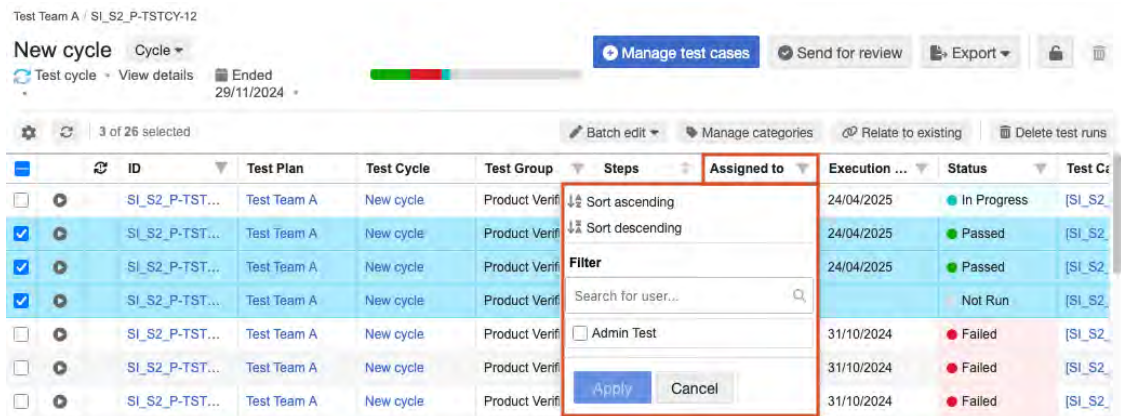 Test Team A / SI_S2_P-TSTCY-12
New cycle Cycle
Manage test cases Send for review Export
Test cycle • View details Ended
29/11/2024
3 of 26 selected Batch edit Manage categories Relate to existing Delete test runs
ID Test Plan Test Cycle Test Group Steps Assigned to Execution ... Status Test Ca
SI_S2_P-TST... Test Team A New cycle Product Verifi 24/04/2025 In Progress [SI_S2_
Sort ascending
SI_S2_P-TST... Test Team A New cycle Product Verifi 24/04/2025 Passed [SI_S2_
Sort descending
SI_S2_P-TST... Test Team A New cycle Product Verifi 24/04/2025 Passed [SI_S2_
Filter
SI_S2_P-TST... Test Team A New cycle Product Verifi Not Run [SI_S2_
Search for user...
SI_S2_P-TST... Test Team A New cycle Product Verifi 31/10/2024 Failed [SI_S2_
Admin Test
SI_S2_P-TST... Test Team A New cycle Product Verifi 31/10/2024 Failed [SI_S2_
Apply Cancel
SI_S2_P-TST... Test Team A New cycle Product Verifi 31/10/2024 Failed [SI_S2_